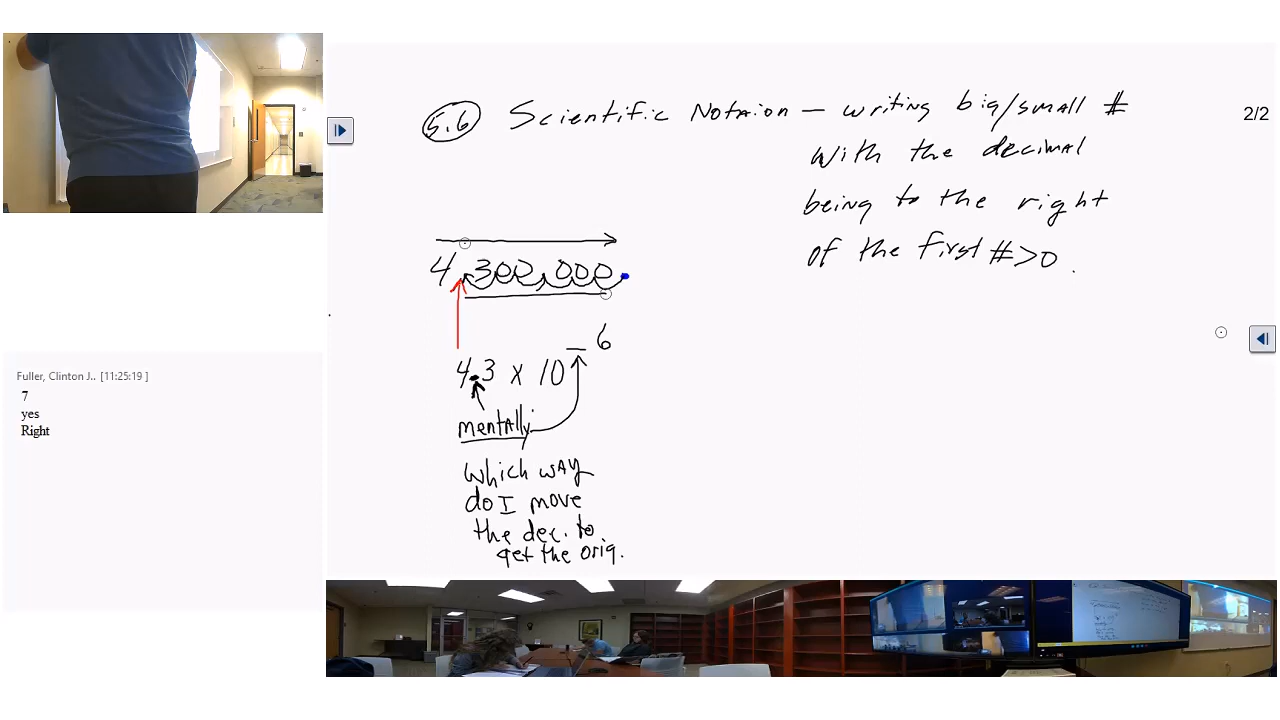 5.6 Scientific Notaion — writing big/small #
with the decimal
being to the right
of the first # > 0.
2/2
4,300,000.
4.3 x 10 — 6
mentally
which way
do I move
the dec. to
get the orig.
Fuller, Clinton J.. [11:25:19 ]
7
yes
Right